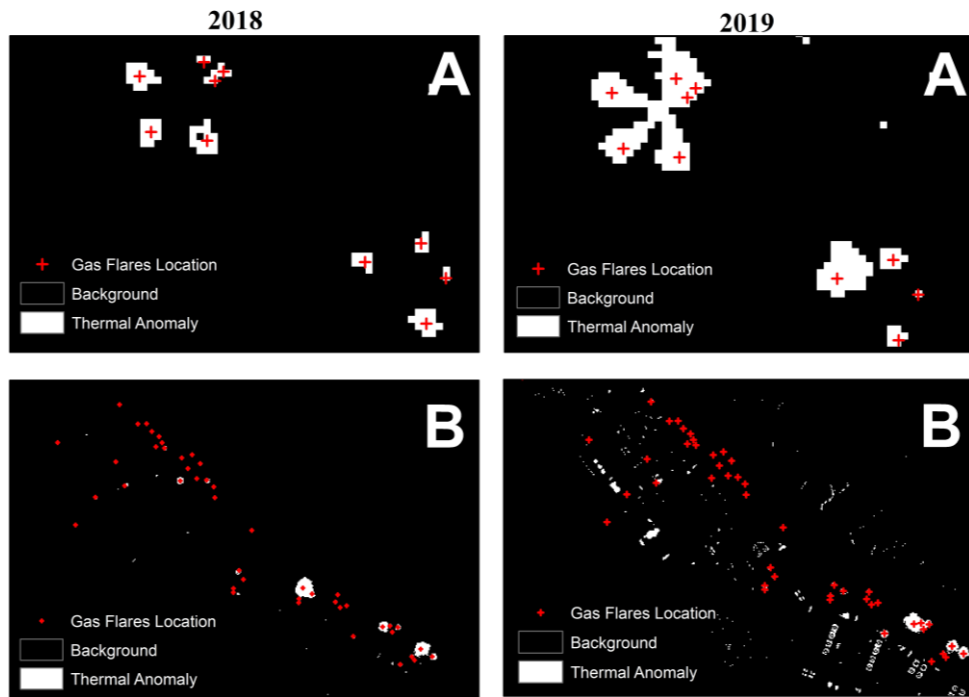 2018
2019
A
Gas Flares Location
Background
Thermal Anomaly
A
Gas Flares Location
Background
Thermal Anomaly
B
Gas Flares Location
Background
Thermal Anomaly
B
Gas Flares Location
Background
Thermal Anomaly